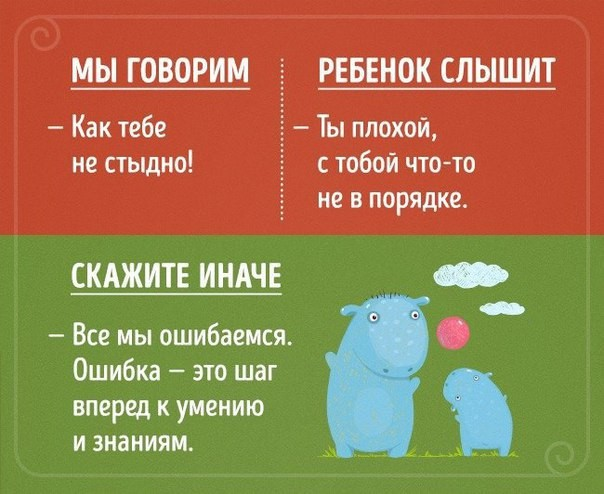 МЫ ГОВОРИМ
– Как тебе
не стыдно!
РЕБЕНОК СЛЫШИТ
– Ты плохой,
с тобой что-то
не в порядке.
СКАЖИТЕ ИНАЧЕ
– Все мы ошибаемся.
Ошибка – это шаг
вперед к умению
и знаниям.